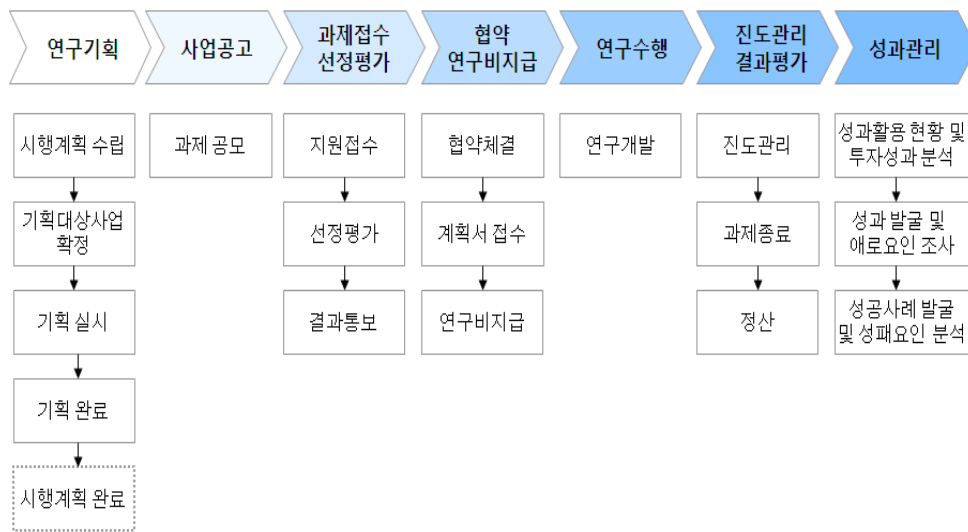 연구기획
사업공고
과제접수
선정평가
협약
연구비지급
연구수행
진도관리
결과평가
성과관리
시행계획 수립
기획대상사업
확정
기획 실시
기획 완료
시행계획 완료
과제 공모
지원접수
선정평가
결과통보
협약체결
계획서 접수
연구비지급
연구개발
진도관리
과제종료
정산
성과활용 현황 및
투자성과 분석
성과 발굴 및
애로요인 조사
성공사례 발굴
및 성패요인 분석